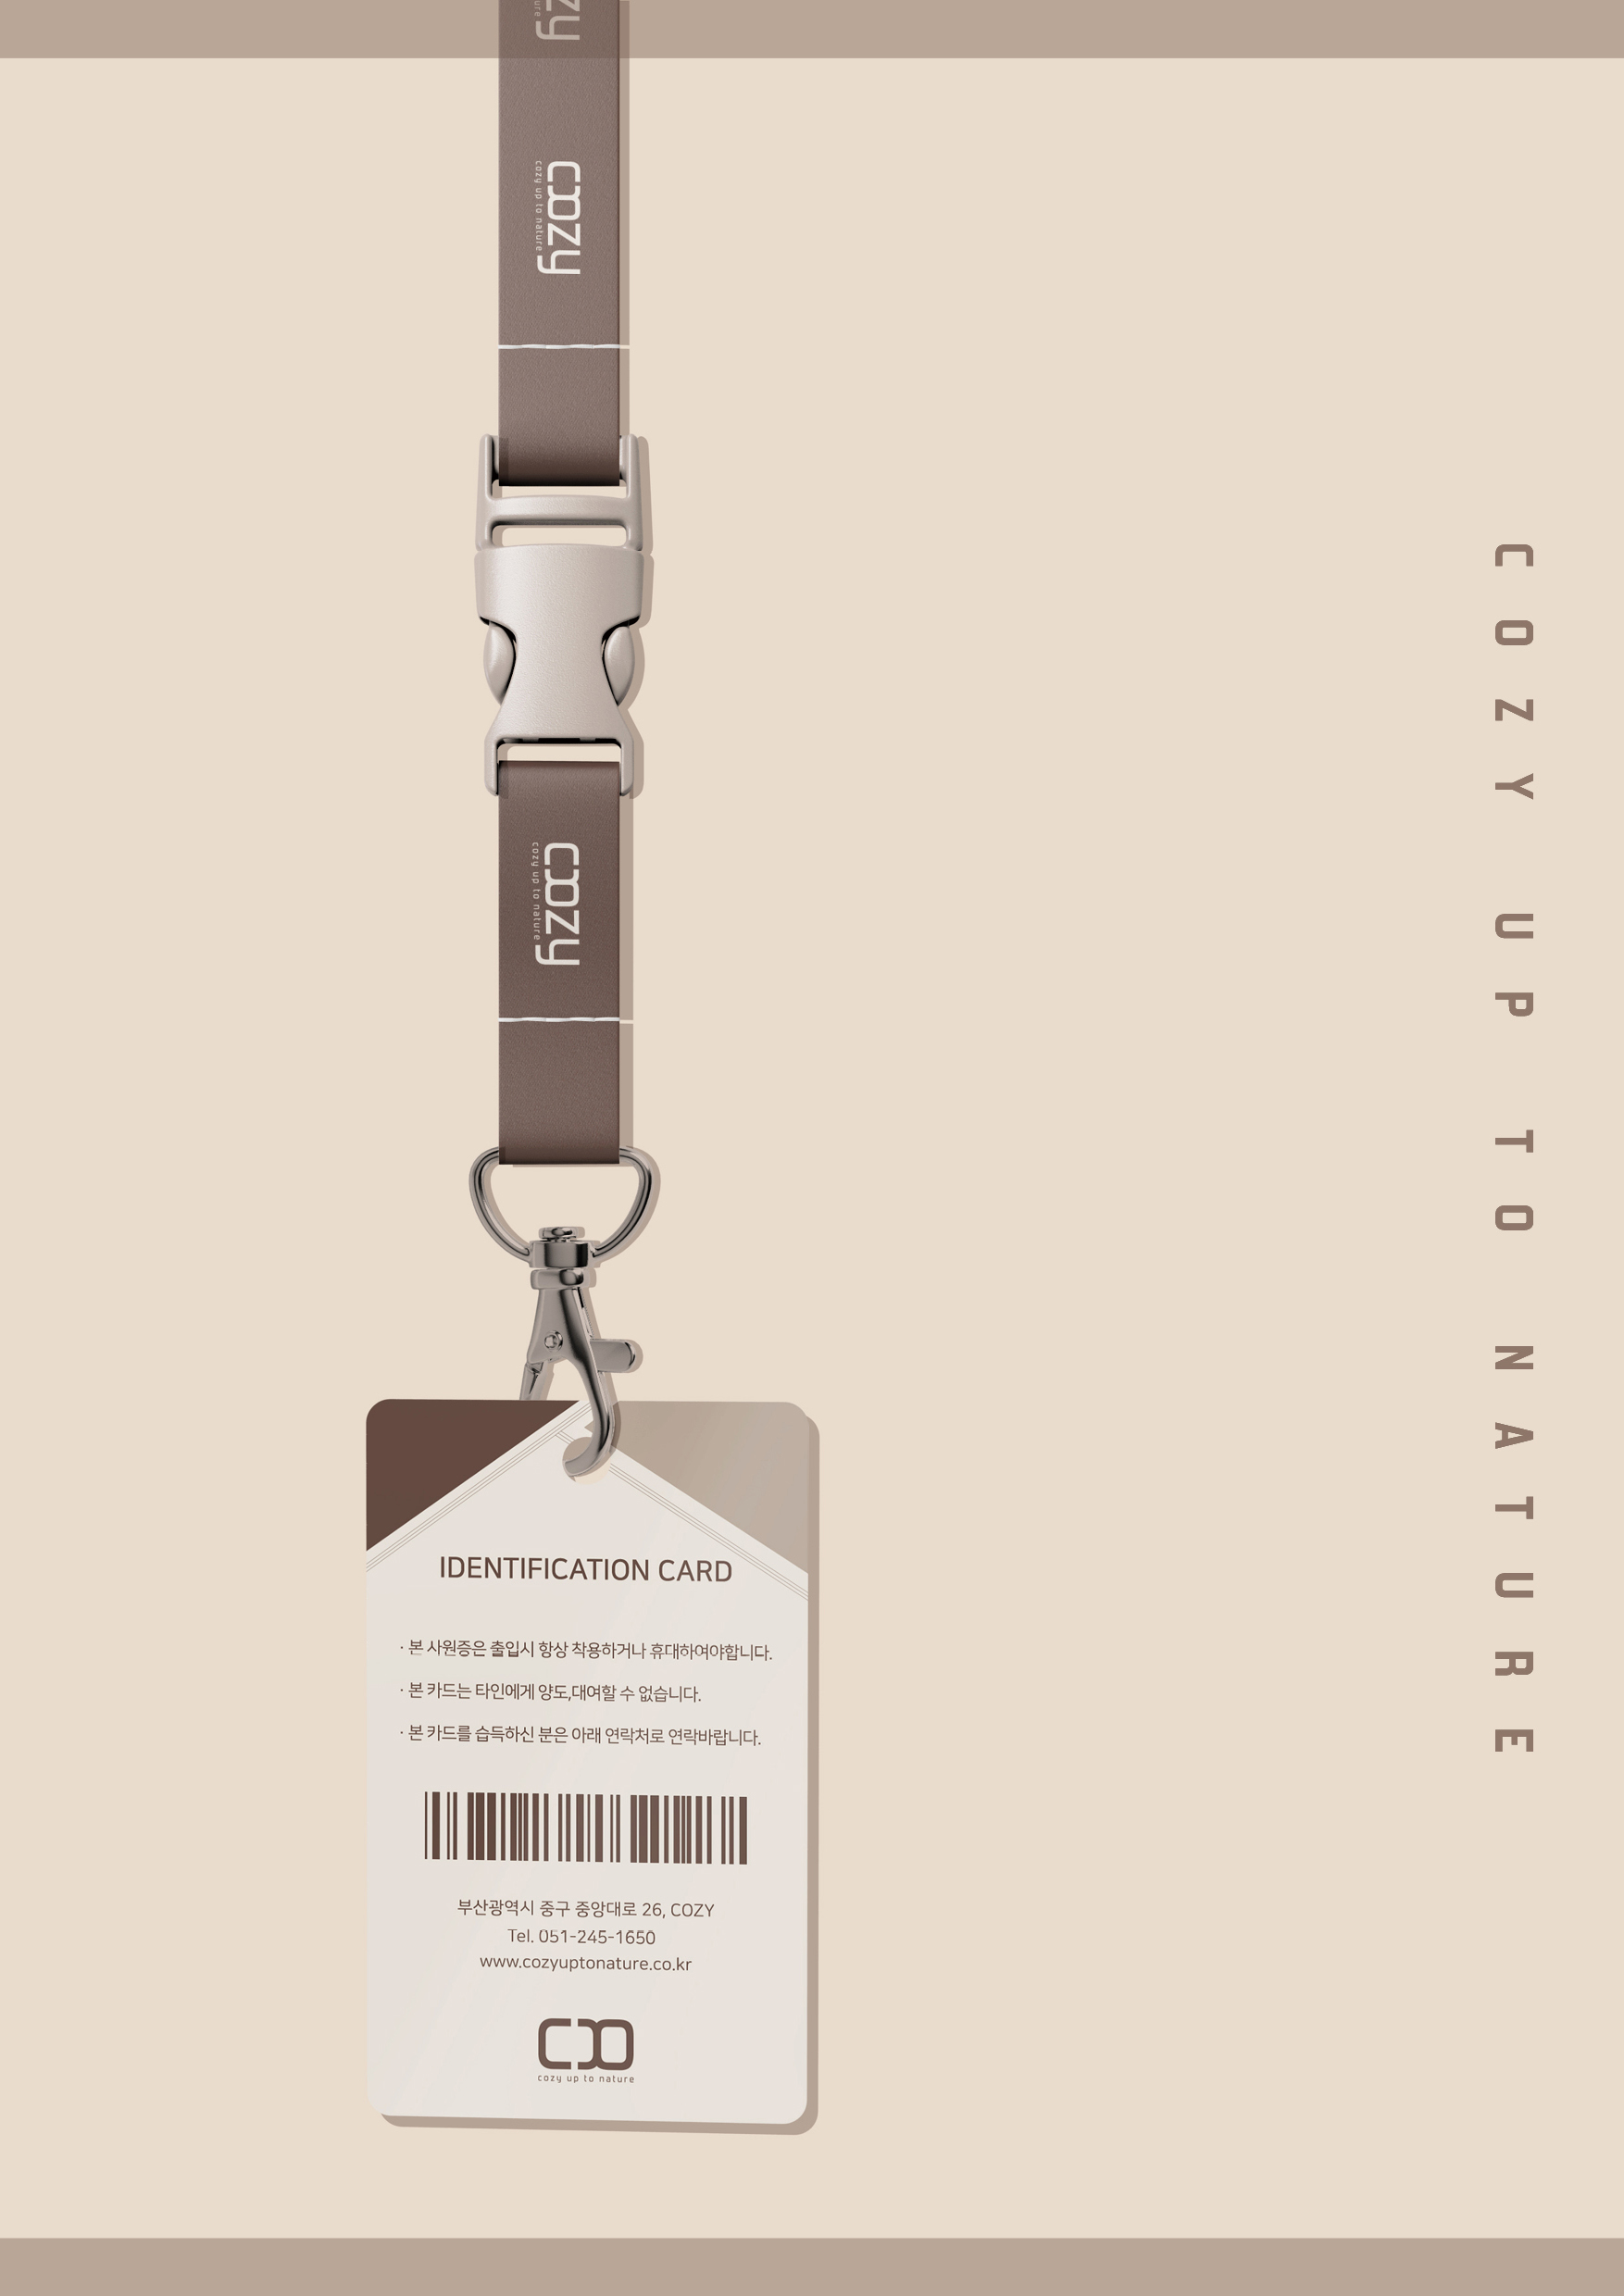 zy
cozy
cozy up to nature
cozy
cozy up to nature
IDENTIFICATION CARD
· 본 사원증은 출입시 항상 착용하거나 휴대하여야합니다.
· 본 카드는 타인에게 양도,대여할 수 없습니다.
· 본 카드를 습득하신 분은 아래 연락처로 연락바랍니다.
부산광역시 중구 중앙대로 26, COZY
Tel. 051-245-1650
www.cozyuptonature.co.kr
CO
cozy up to nature
COZY UP TO NATURE